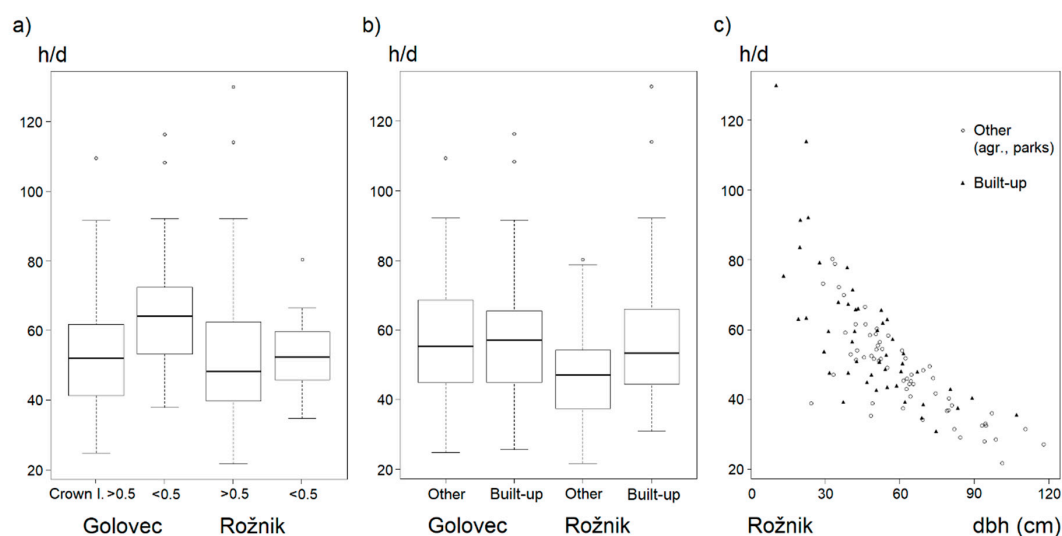 a)
h/d
120
100
80
60
40
20
Crown l. >0.5 <0.5 >0.5 <0.5
Golovec Rožnik
b)
h/d
120
100
80
60
40
20
Other Built-up Other Built-up
Golovec Rožnik
c)
h/d
120
100
80
60
40
20
Other
(agr., parks)
Built-up
0 30 60 90 120
Rožnik dbh (cm)